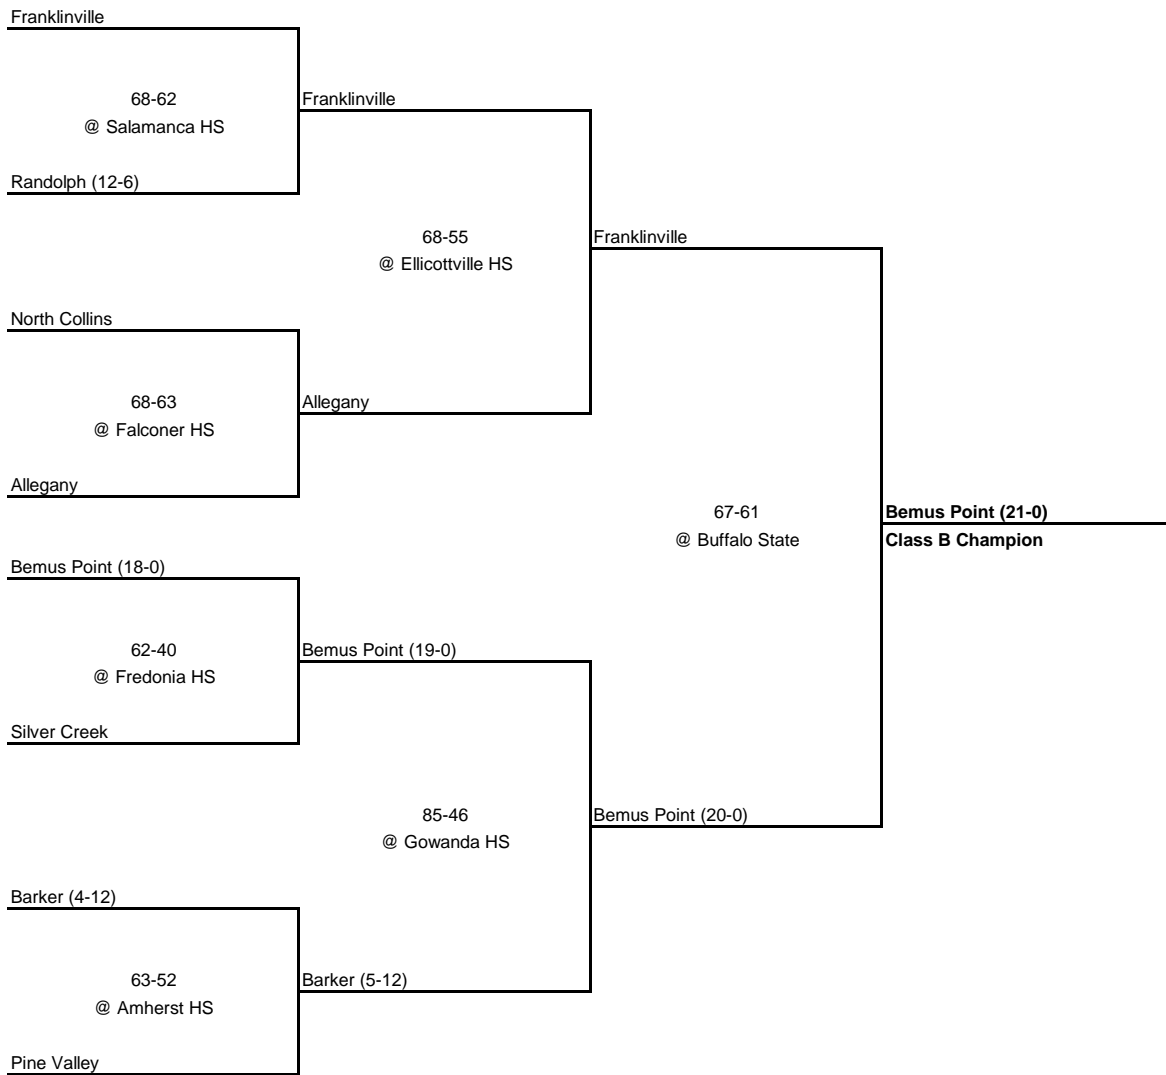 Franklinville
68-62
@ Salamanca HS
Franklinville
Randolph (12-6)
68-55
@ Ellicottville HS
Franklinville
North Collins
68-63
@ Falconer HS
Allegany
Allegany
67-61
@ Buffalo State
Bemus Point (21-0)
Class B Champion
Bemus Point (18-0)
62-40
@ Fredonia HS
Bemus Point (19-0)
Silver Creek
85-46
@ Gowanda HS
Bemus Point (20-0)
Barker (4-12)
63-52
@ Amherst HS
Barker (5-12)
Pine Valley